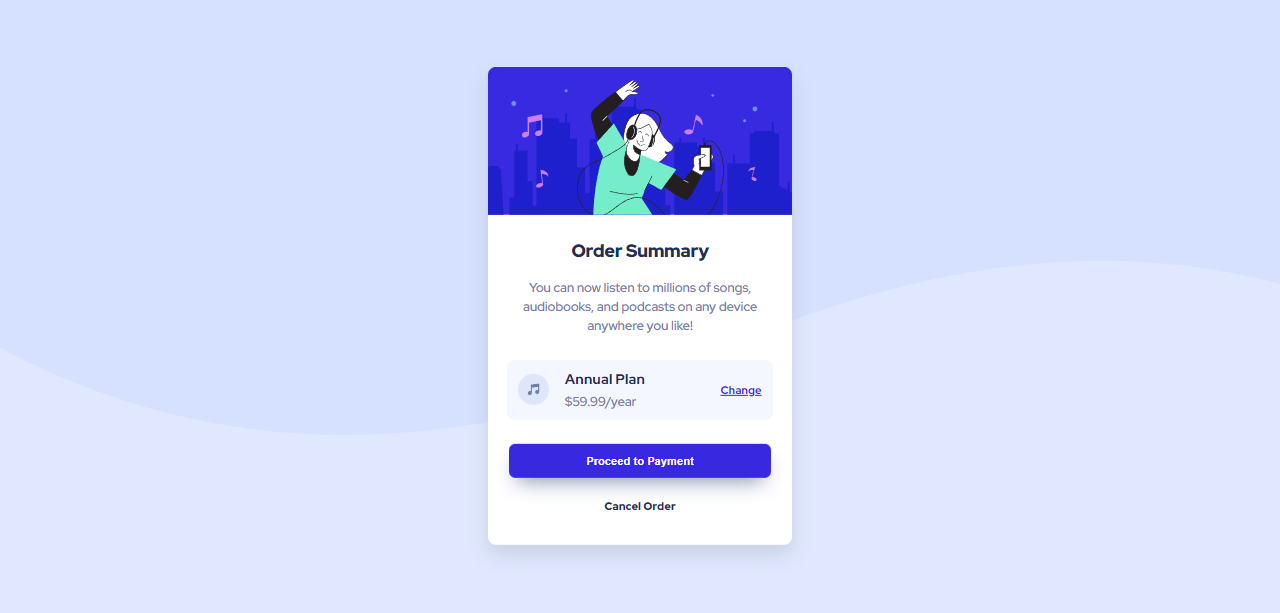 Order Summary
You can now listen to millions of songs,
audiobooks, and podcasts on any device
anywhere you like!
Annual Plan
$59.99/year
Change
Proceed to Payment
Cancel Order